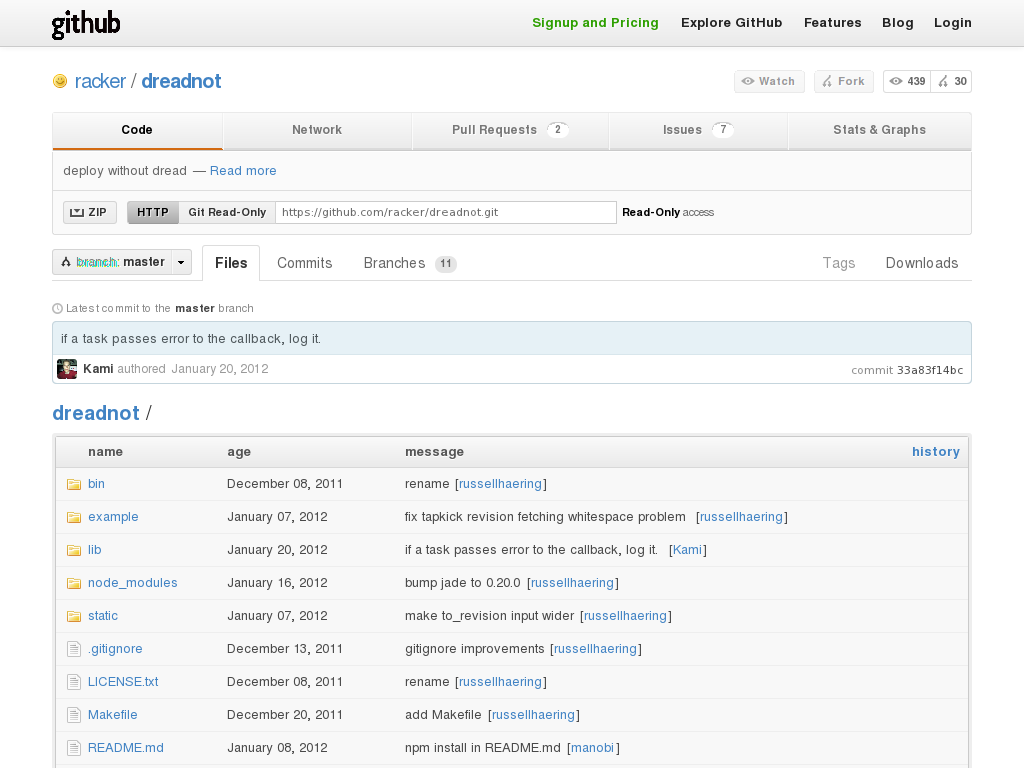 github
Signup and Pricing Explore GitHub Features Blog Login
racker / dreadnot
Watch Fork 439 30
Code Network Pull Requests 2 Issues 7 Stats & Graphs
deploy without dread — Read more
ZIP HTTP Git Read-Only https://github.com/racker/dreadnot.git Read-Only access
branch: master Files Commits Branches 11 Tags Downloads
Latest commit to the master branch
if a task passes error to the callback, log it.
Kami authored January 20, 2012 commit 33a83f14bc
dreadnot /
name age message history
bin December 08, 2011 rename [russellhaering]
example January 07, 2012 fix tapkick revision fetching whitespace problem [russellhaering]
lib January 20, 2012 if a task passes error to the callback, log it. [Kami]
node_modules January 16, 2012 bump jade to 0.20.0 [russellhaering]
static January 07, 2012 make to_revision input wider [russellhaering]
.gitignore December 13, 2011 gitignore improvements [russellhaering]
LICENSE.txt December 08, 2011 rename [russellhaering]
Makefile December 20, 2011 add Makefile [russellhaering]
README.md January 08, 2012 npm install in README.md [manobi]